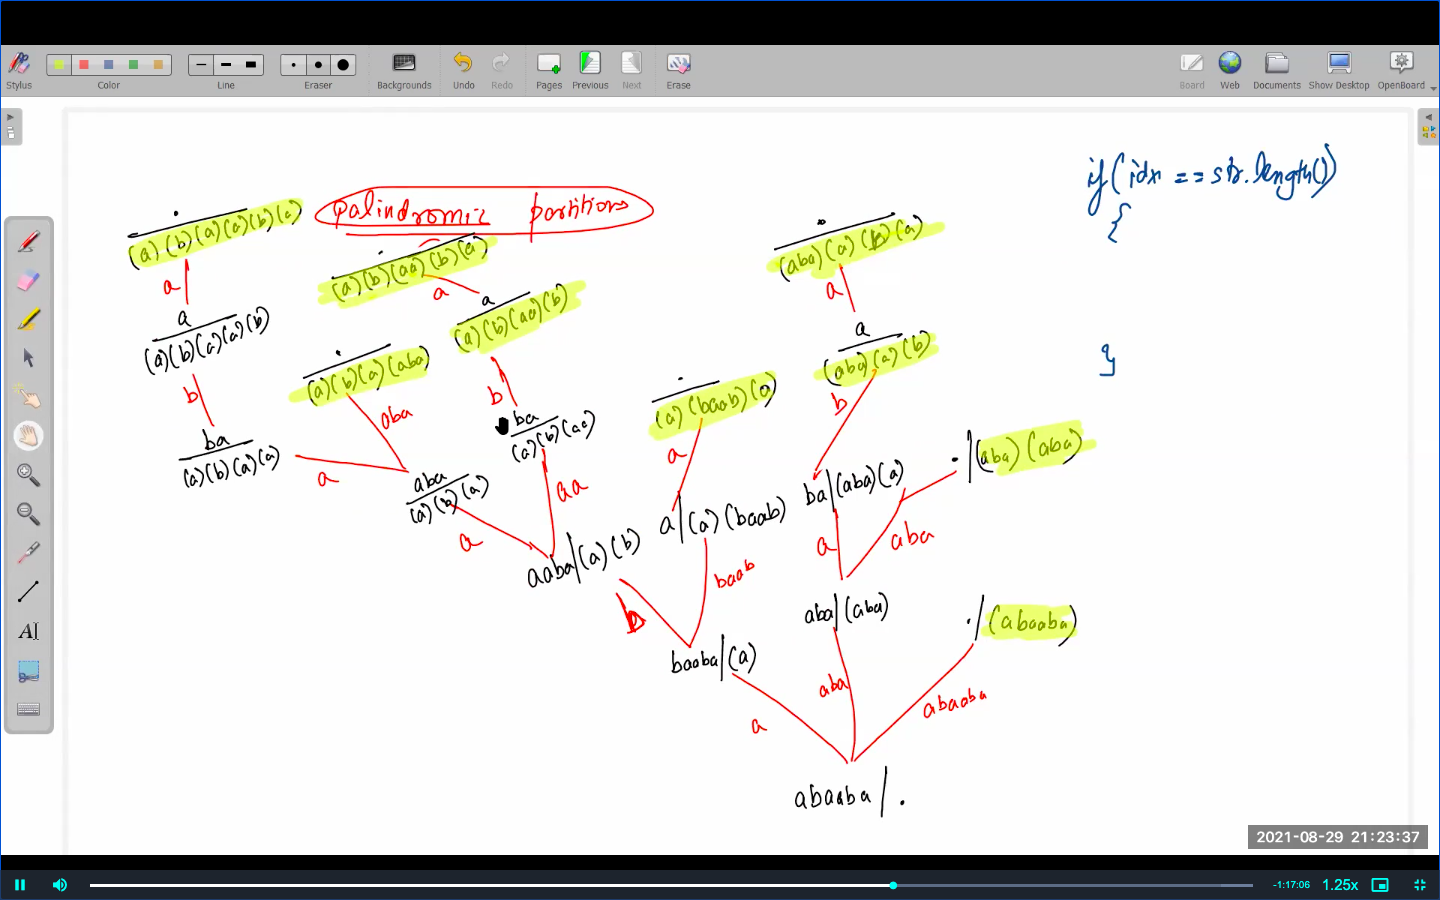 Stylus
Color
Line
Eraser
Backgrounds
Undo
Redo
Pages
Previous
Next
Erase
Board
Web
Documents
Show Desktop
OpenBoard
if(idx == str.length())
{
}
palindromic partitions
(a)(b)(a)(a)(b)(a)
a
a
(a)(b)(a)(a)(b)
b
ba
(a)(b)(a)(a)
a
(a)(b)(aa)(b)(a)
a
a
(a)(b)(aa)(b)
b
ba
(a)(b)(aa)
aa
(a)(b)(a)(aba)
aba
aba
(a)(b)(a)
a
aaba|(a)(b)
b
(a)(baab)(a)
a
a|(a)(baab)
baab
baaba|(a)
a
(aba)(a)(b)(a)
a
a
(aba)(a)(b)
b
ba|(aba)(a)
a
.|(aba)(aba)
aba
aba|(aba)
aba
.|(abaaba)
abaaba
abaaba|.
AI
2021-08-29 21:23:37
-1:17:06
1.25x